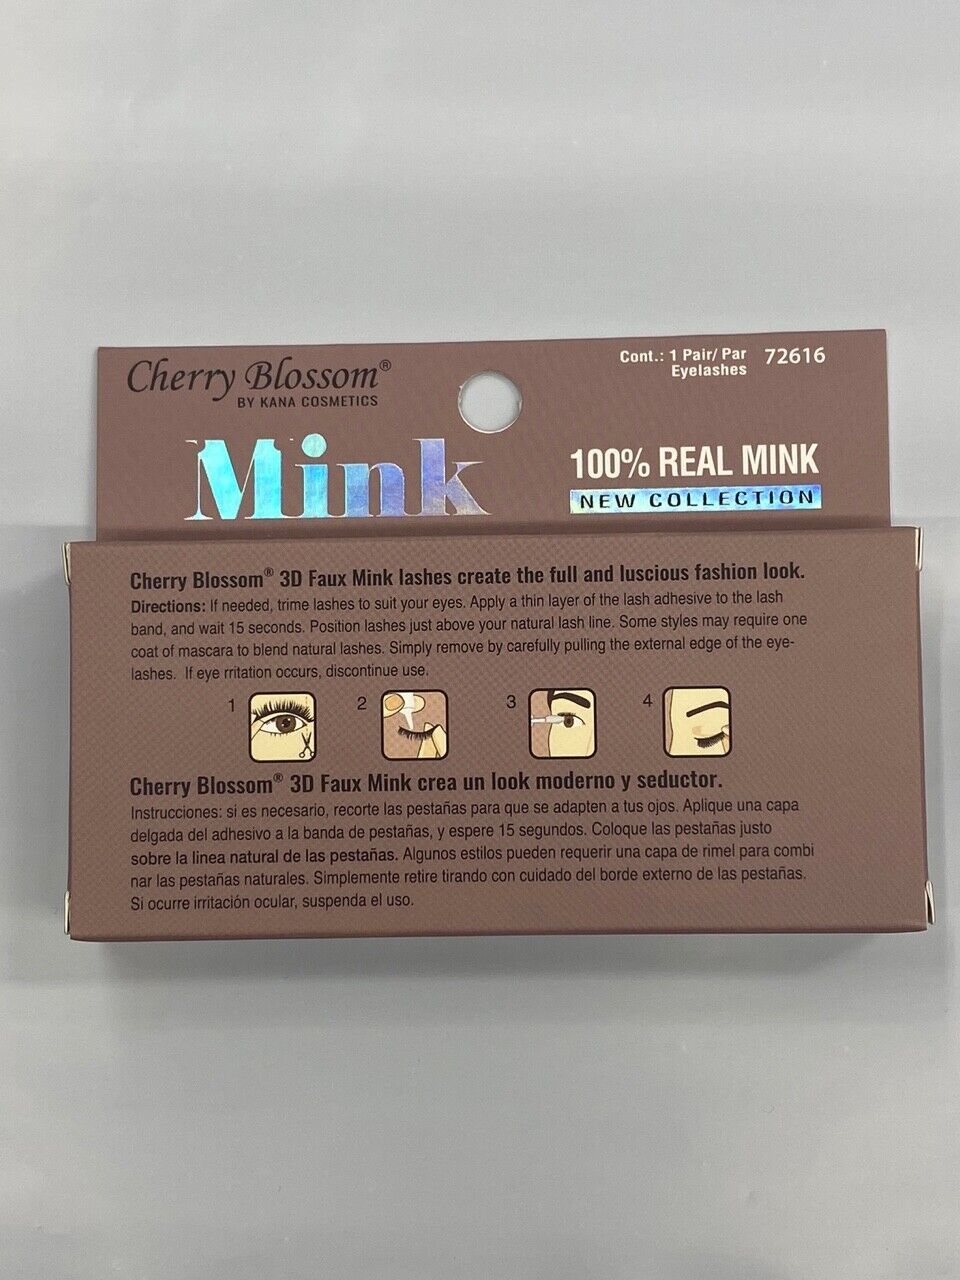 Cherry Blossom®
BY KANA COSMETICS
Cont.: 1 Pair/ Par 72616
Eyelashes
Mink
100% REAL MINK
NEW COLLECTION
Cherry Blossom® 3D Faux Mink lashes create the full and luscious fashion look.
Directions: If needed, trime lashes to suit your eyes. Apply a thin layer of the lash adhesive to the lash
band, and wait 15 seconds. Position lashes just above your natural lash line. Some styles may require one
coat of mascara to blend natural lashes. Simply remove by carefully pulling the external edge of the eye-
lashes. If eye rritation occurs, discontinue use.
1 2 3 4
Cherry Blossom® 3D Faux Mink crea un look moderno y seductor.
Instrucciones: si es necesario, recorte las pestañas para que se adapten a tus ojos. Aplique una capa
delgada del adhesivo a la banda de pestañas, y espere 15 segundos. Coloque las pestañas justo
sobre la linea natural de las pestañas. Algunos estilos pueden requerir una capa de rimel para combi
nar las pestañas naturales. Simplemente retire tirando con cuidado del borde externo de las pestañas.
Si ocurre irritación ocular, suspenda el uso.